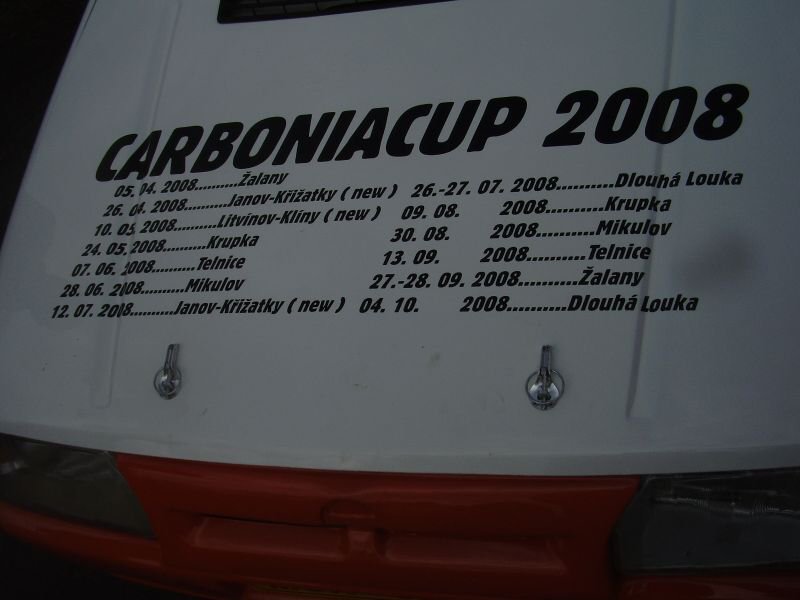 CARBONIACUP 2008
05. 04. 2008..........Žalany
26. 04. 2008..........Janov-Křížatky ( new )
10. 05. 2008..........Litvínov-Klíny ( new )
24. 05. 2008..........Krupka
07. 06. 2008..........Telnice
28. 06. 2008..........Mikulov
12. 07. 2008..........Janov-Křížatky ( new )
26.-27. 07. 2008..........Dlouhá Louka
09. 08. 2008..........Krupka
30. 08. 2008..........Mikulov
13. 09. 2008..........Telnice
27.-28. 09. 2008..........Žalany
04. 10. 2008..........Dlouhá Louka